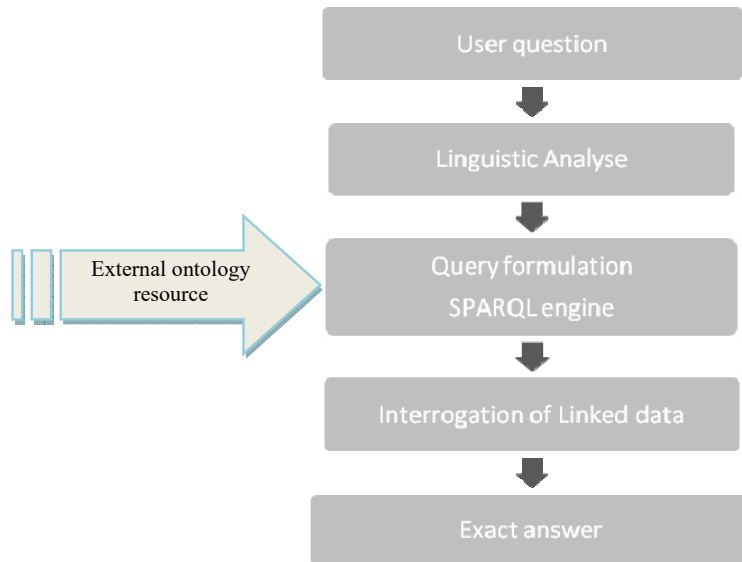 User question
Linguistic Analyse
External ontology
resource
Query formulation
SPARQL engine
Interrogation of Linked data
Exact answer